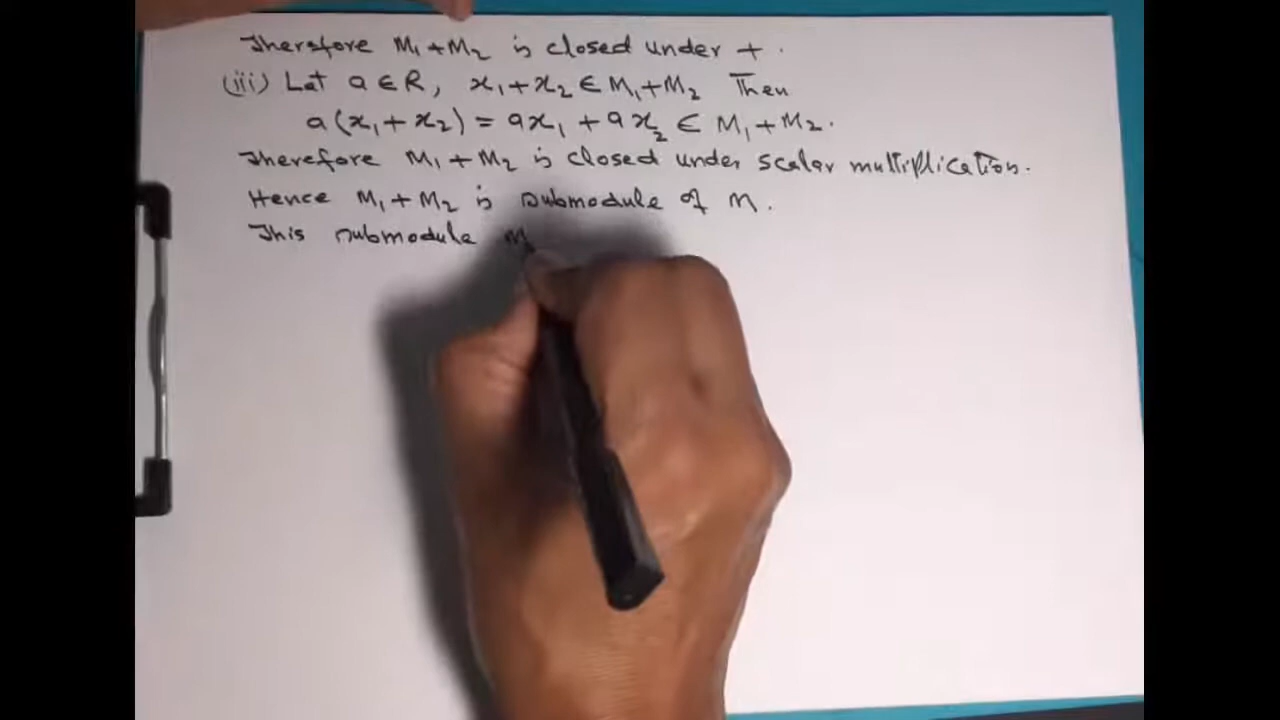 Therefore M₁+M₂ is closed under +.
(iii) Let a ∈ R, x₁+x₂ ∈ M₁+M₂ Then
a(x₁+x₂) = ax₁ + ax₂ ∈ M₁+M₂.
Therefore M₁+M₂ is closed under scalar multiplication.
Hence M₁+M₂ is submodule of M.
This submodule M